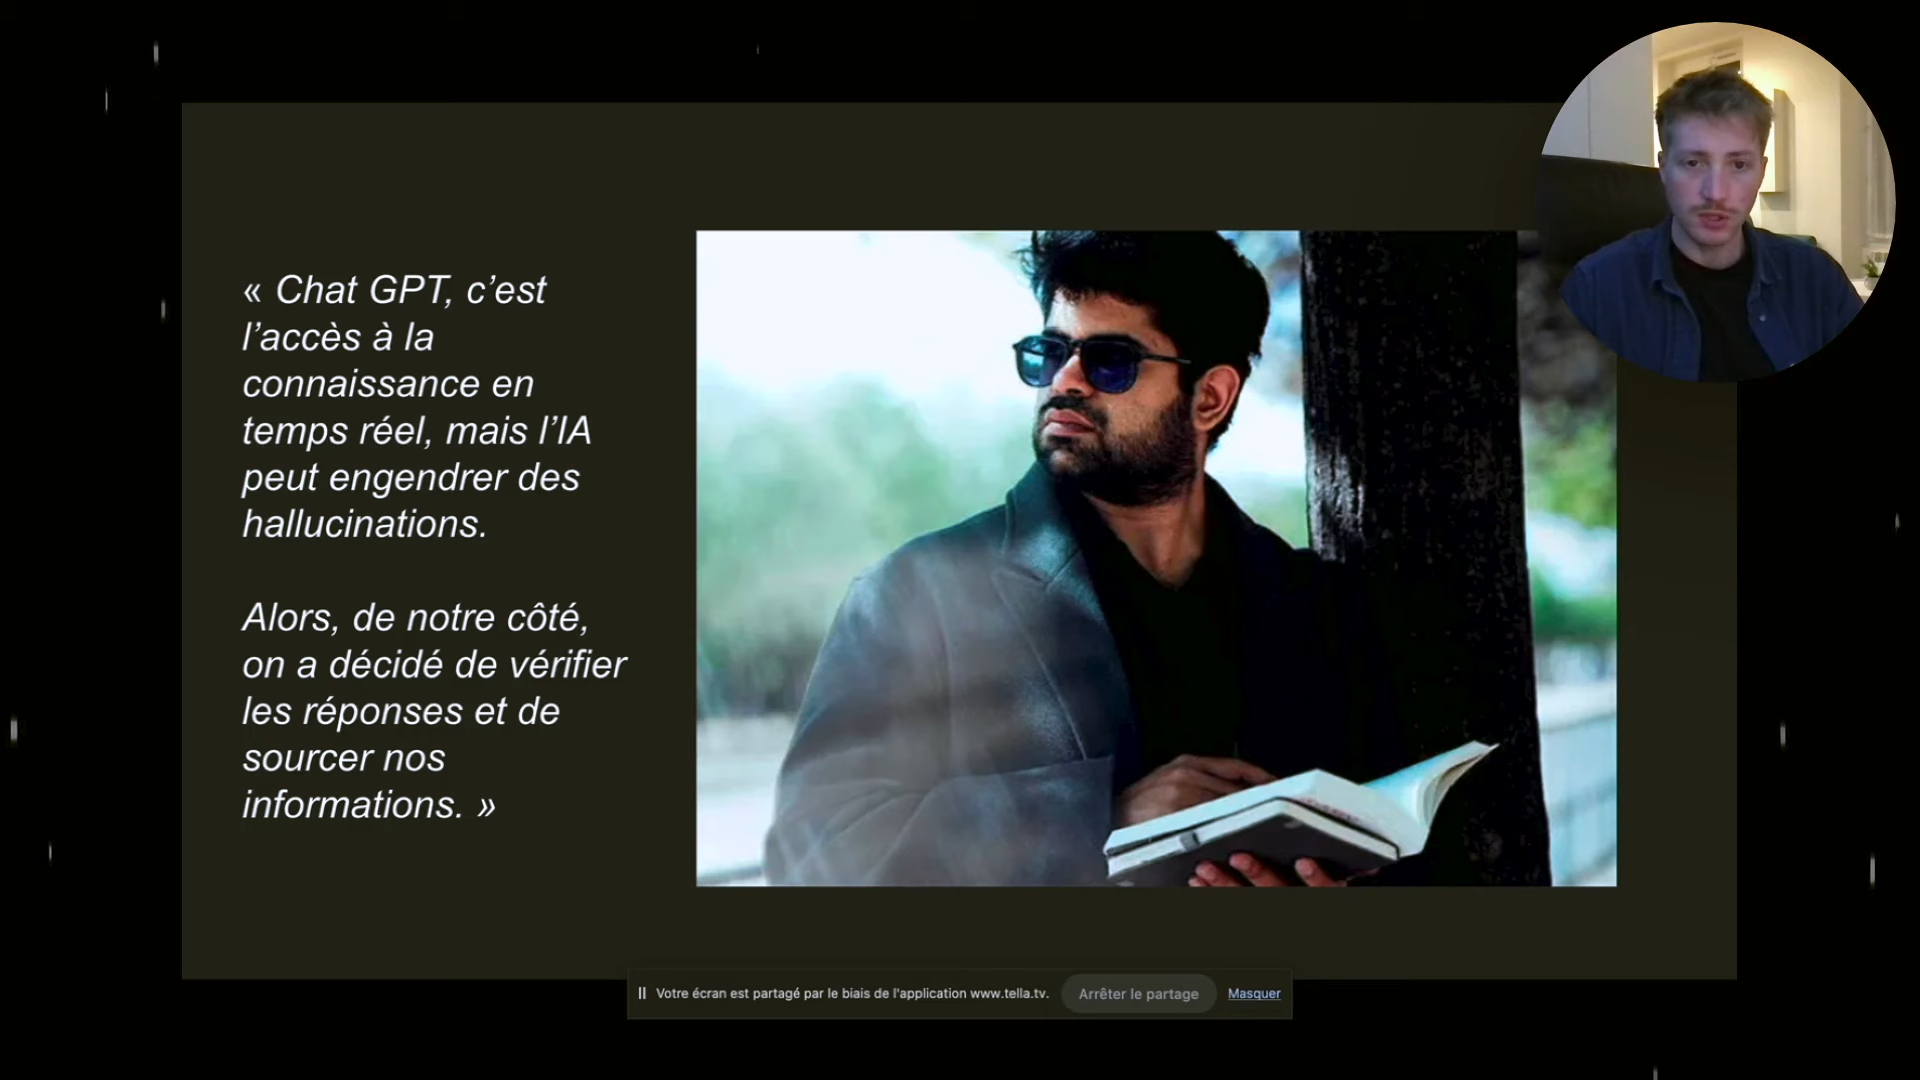 « Chat GPT, c’est
l’accès à la
connaissance en
temps réel, mais l’IA
peut engendrer des
hallucinations.
Alors, de notre côté,
on a décidé de vérifier
les réponses et de
sourcer nos
informations. »
Votre écran est partagé par le biais de l'application www.tella.tv.
Arrêter le partage
Masquer